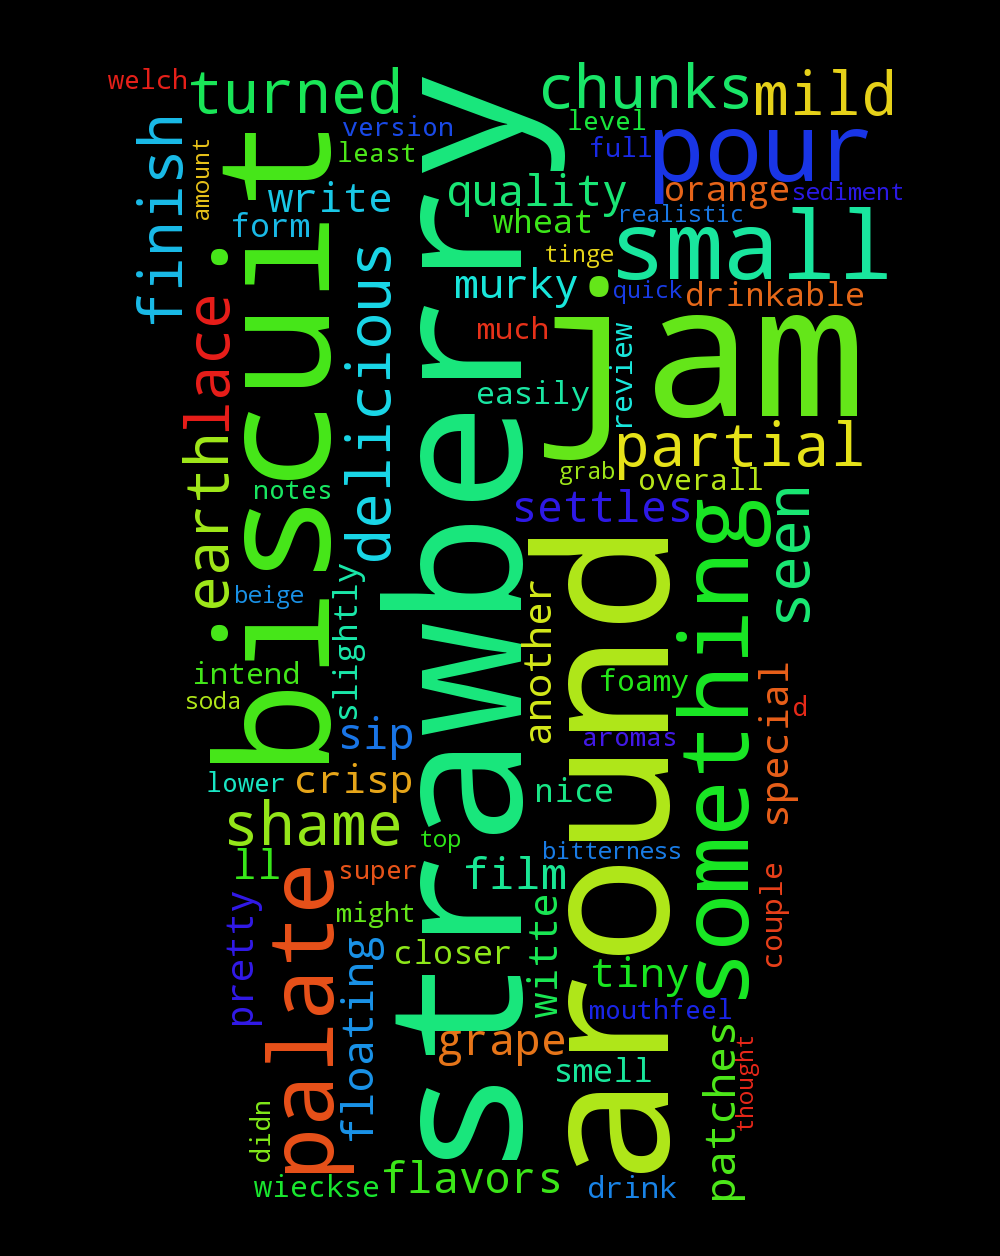 welch
turned
chunks
mild
finish
amount
biscuit
version
least
strawberry
level
full
pour
write
form
quality
wheat
orange
sediment
realistic
small
tinge
murky
quick
drinkable
delicious
lace
much
jam
review
easily
partial
earth
notes
grab
overall
settles
something
seen
beige
slightly
another
around
intend
soda
sip
foamy
special
d
aromas
lower
crisp
nice
shame
top
bitterness
ll
palate
super
film
couple
pretty
might
witte
floating
closer
tiny
mouthfeel
grape
smell
patches
thought
didn
wieckse
flavors
drink